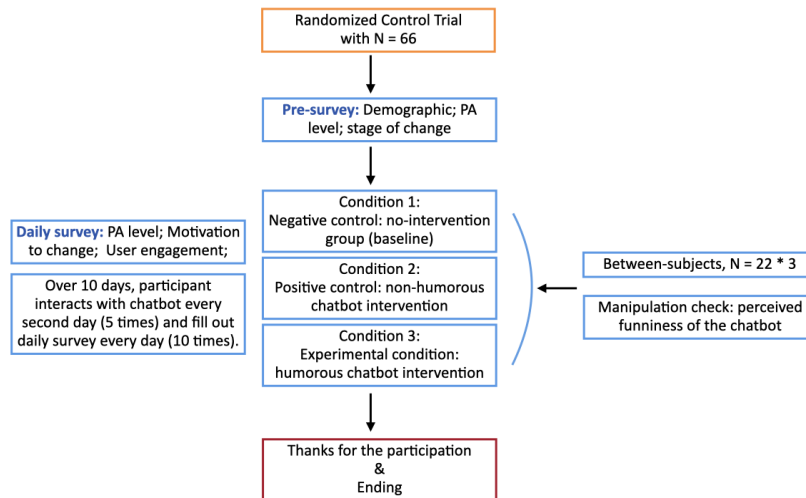 Randomized Control Trial
with N = 66
Pre-survey: Demographic; PA
level; stage of change
Condition 1:
Negative control: no-intervention
group (baseline)
Condition 2:
Positive control: non-humorous
chatbot intervention
Condition 3:
Experimental condition:
humorous chatbot intervention
Daily survey: PA level; Motivation
to change;  User engagement;
Over 10 days, participant
interacts with chatbot every
second day (5 times) and fill out
daily survey every day (10 times).
Between-subjects, N = 22 * 3
Manipulation check: perceived
funniness of the chatbot
Thanks for the participation
&
Ending